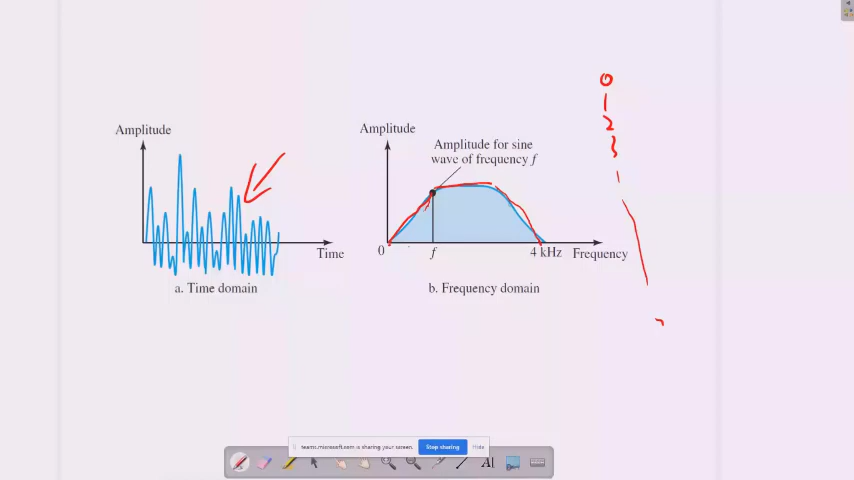 Amplitude
Time
a. Time domain
Amplitude
Amplitude for sine
wave of frequency f
0
f
4 kHz
Frequency
b. Frequency domain
0
1
2
3
teams.microsoft.com is sharing your screen.
Stop sharing
Hide
A